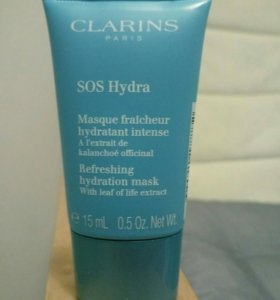 CLARINS
PARIS
SOS Hydra
Masque fraîcheur
hydratant intense
A l'extrait de
kalanchoé officinal
Refreshing
hydration mask
With leaf of life extract
e 15 mL 0.5 Oz. Net Wt.